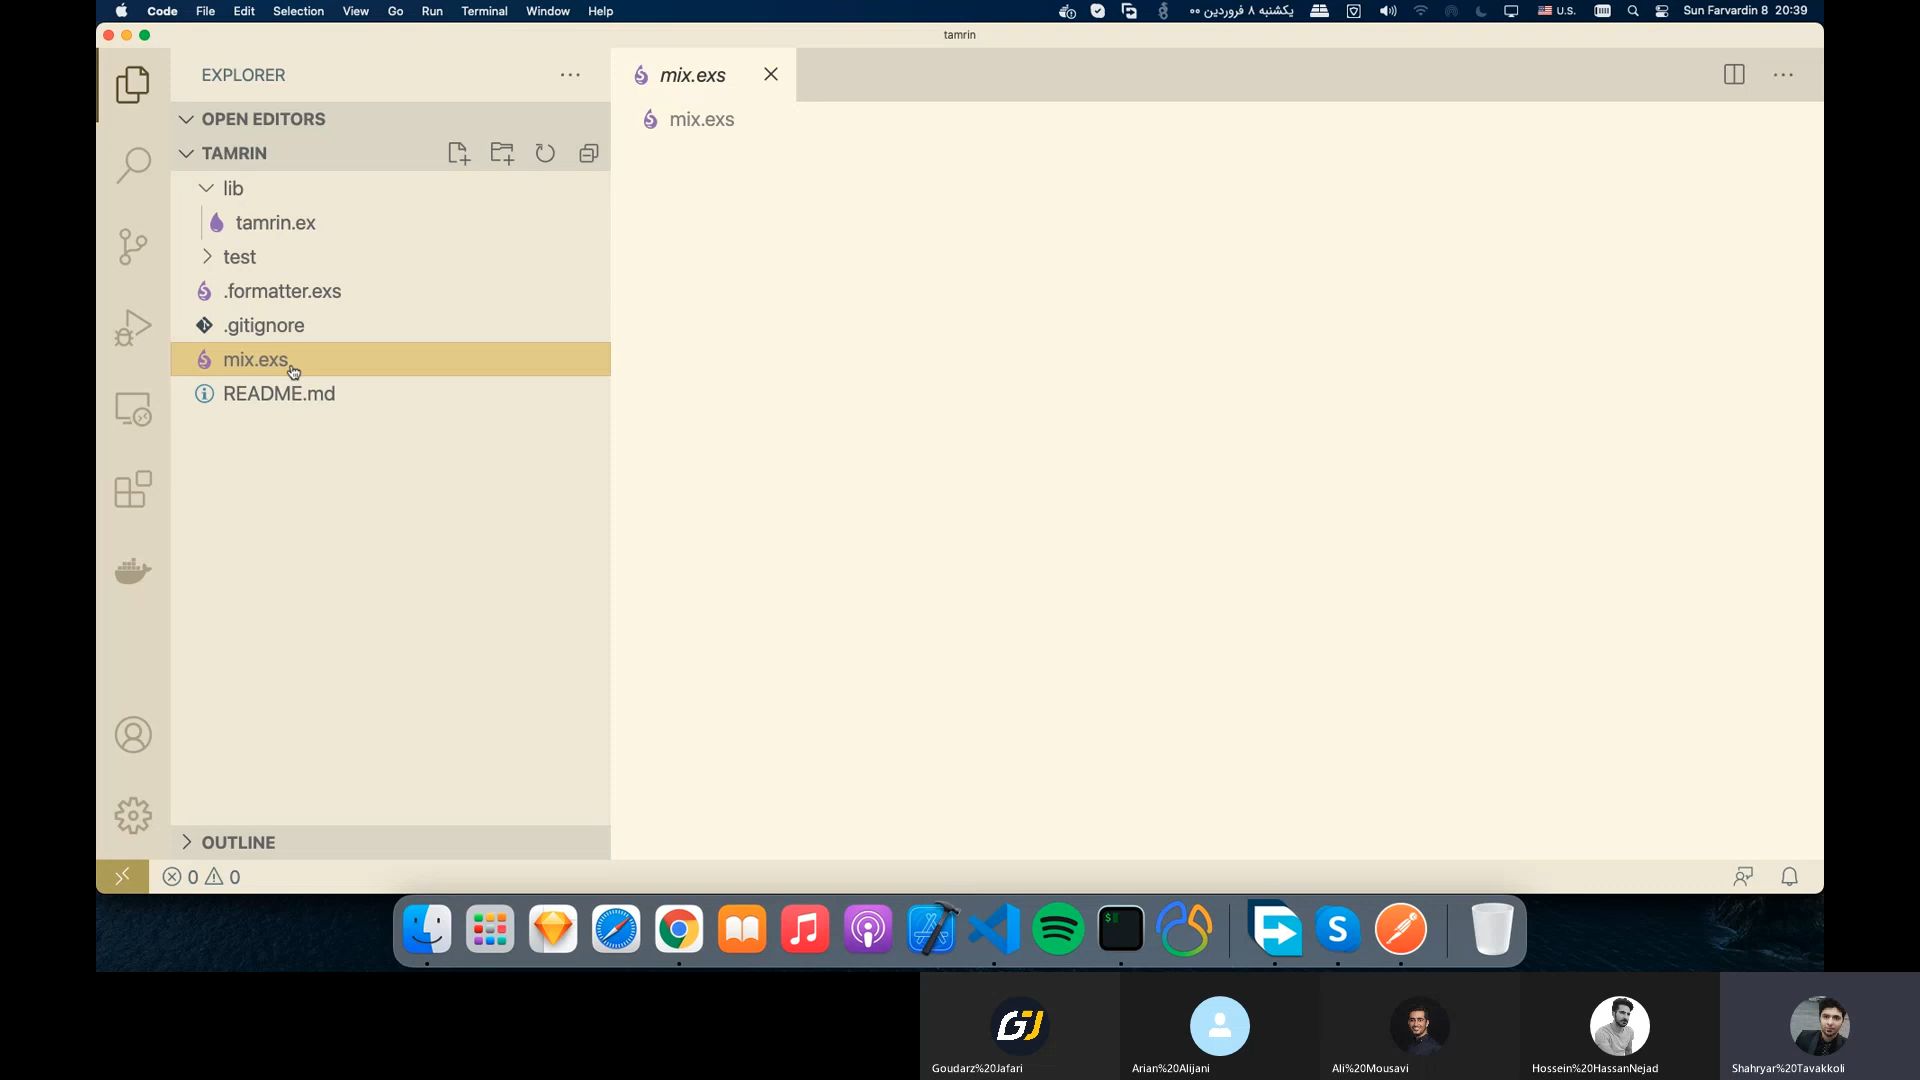 Code File Edit Selection View Go Run Terminal Window Help
یکشنبه ۸ فروردین ۰۰
U.S.
Sun Farvardin 8 20:39
tamrin
EXPLORER
OPEN EDITORS
TAMRIN
lib
tamrin.ex
test
.formatter.exs
.gitignore
mix.exs
README.md
OUTLINE
mix.exs
mix.exs
0 0
Goudarz%20Jafari
Arian%20Alijani
Ali%20Mousavi
Hossein%20HassanNejad
Shahryar%20Tavakkoli